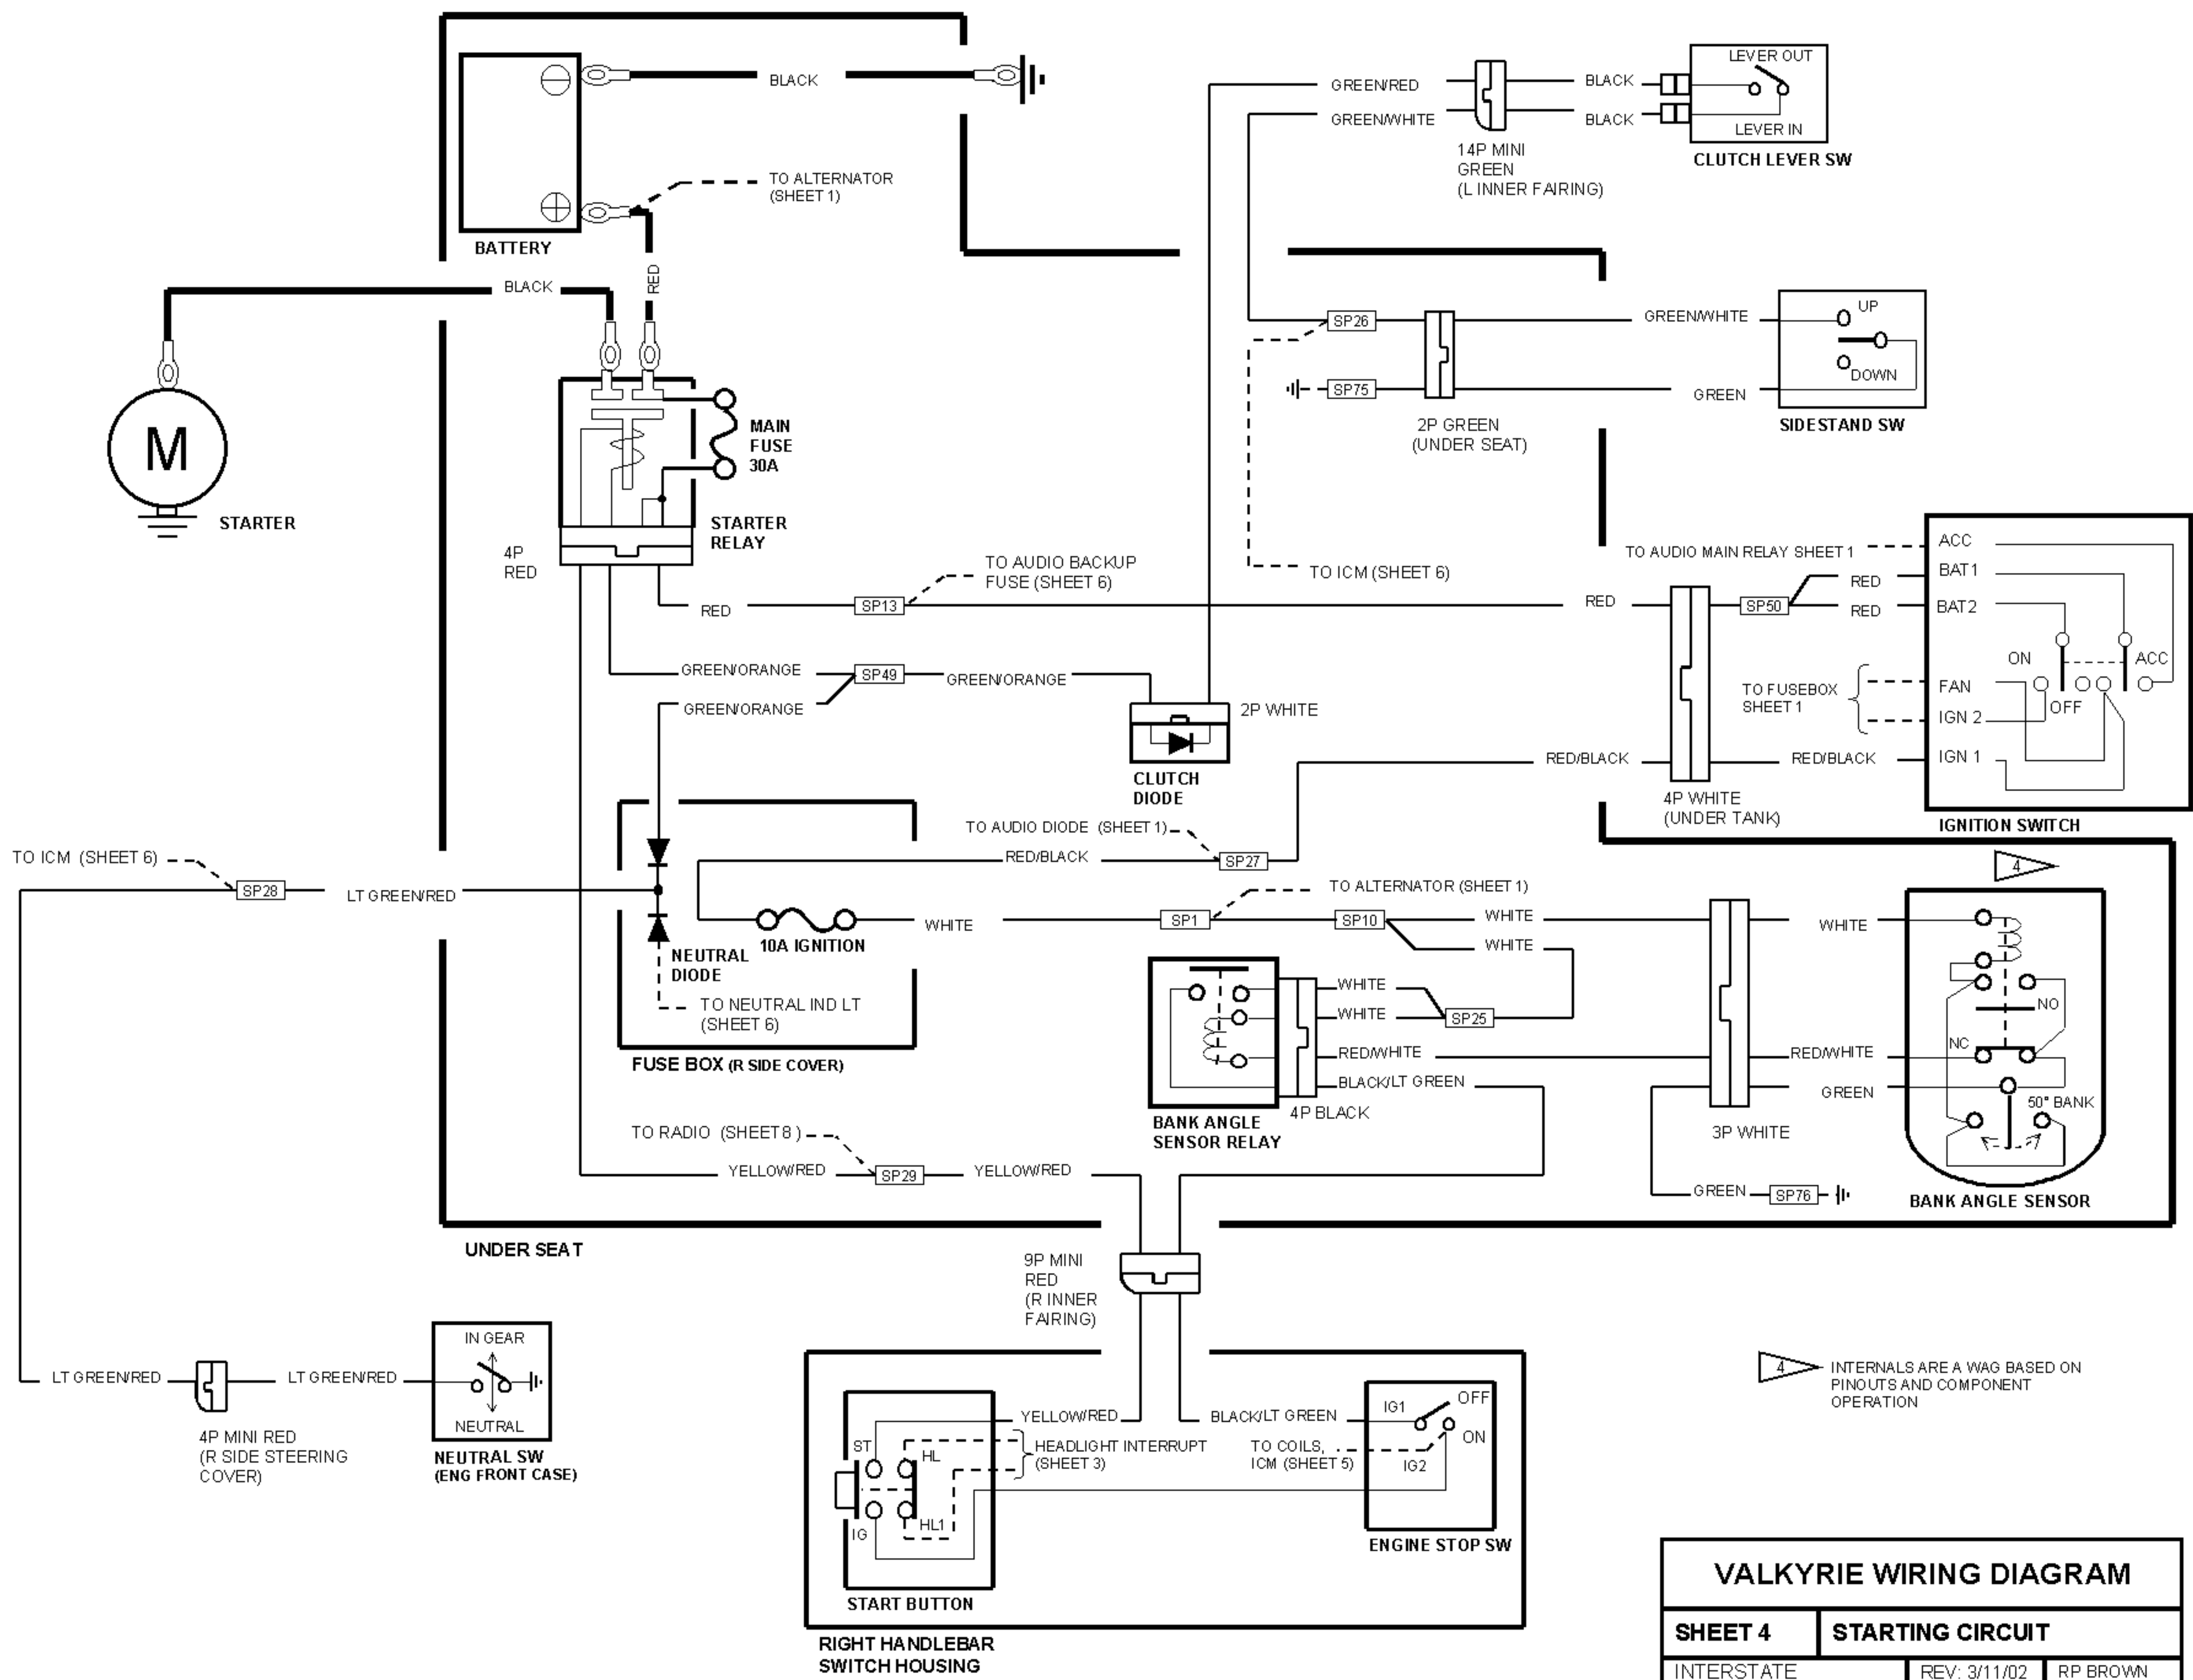 BLACK
TO ALTERNATOR
(SHEET 1)
BATTERY
RED
BLACK
M
STARTER
MAIN
FUSE
30A
STARTER
RELAY
4P
RED
GREEN/RED
GREEN/WHITE
14P MINI
GREEN
(L INNER FAIRING)
BLACK
BLACK
LEVER OUT
LEVER IN
CLUTCH LEVER SW
SP26
SP75
2P GREEN
(UNDER SEAT)
GREEN/WHITE
GREEN
UP
DOWN
SIDESTAND SW
TO ICM (SHEET 6)
RED
SP13
TO AUDIO BACKUP
FUSE (SHEET 6)
RED
TO AUDIO MAIN RELAY SHEET 1
SP50
RED
RED
ACC
BAT1
BAT2
ON
ACC
OFF
FAN
IGN 2
IGN 1
IGNITION SWITCH
TO FUSEBOX
SHEET 1
4P WHITE
(UNDER TANK)
RED/BLACK
RED/BLACK
GREEN/ORANGE
SP49
GREEN/ORANGE
GREEN/ORANGE
2P WHITE
CLUTCH
DIODE
TO AUDIO DIODE (SHEET 1)
RED/BLACK
SP27
TO ICM (SHEET 6)
SP28
LT GREEN/RED
10A IGNITION
NEUTRAL
DIODE
TO NEUTRAL IND LT
(SHEET 6)
FUSE BOX (R SIDE COVER)
WHITE
SP1
TO ALTERNATOR (SHEET 1)
SP10
WHITE
WHITE
WHITE
WHITE
SP25
RED/WHITE
BLACK/LT GREEN
4P BLACK
BANK ANGLE
SENSOR RELAY
WHITE
RED/WHITE
GREEN
3P WHITE
GREEN
SP76
4
NO
NC
50° BANK
BANK ANGLE SENSOR
TO RADIO (SHEET 8 )
YELLOW/RED
SP29
YELLOW/RED
UNDER SEAT
9P MINI
RED
(R INNER
FAIRING)
LT GREEN/RED
LT GREEN/RED
4P MINI RED
(R SIDE STEERING
COVER)
IN GEAR
NEUTRAL
NEUTRAL SW
(ENG FRONT CASE)
YELLOW/RED
BLACK/LT GREEN
HEADLIGHT INTERRUPT
(SHEET 3)
TO COILS,
ICM (SHEET 5)
ST
HL
IG
HL1
START BUTTON
IG1
OFF
ON
IG2
ENGINE STOP SW
RIGHT HANDLEBAR
SWITCH HOUSING
4
INTERNALS ARE A WAG BASED ON
PINOUTS AND COMPONENT
OPERATION
VALKYRIE WIRING DIAGRAM
SHEET 4
STARTING CIRCUIT
INTERSTATE
REV: 3/11/02
RP BROWN